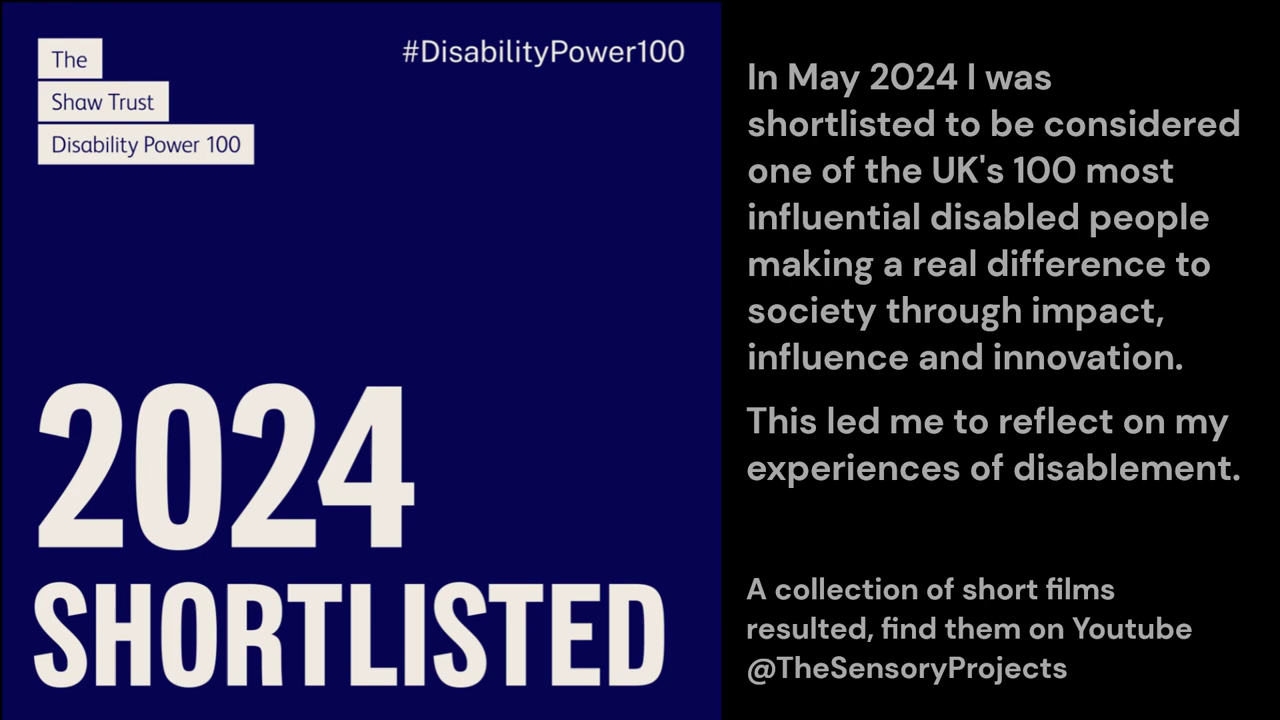 The
Shaw Trust
Disability Power 100
#DisabilityPower100
2024
SHORTLISTED
In May 2024 I was
shortlisted to be considered
one of the UK's 100 most
influential disabled people
making a real difference to
society through impact,
influence and innovation.
This led me to reflect on my
experiences of disablement.
A collection of short films
resulted, find them on Youtube
@TheSensoryProjects